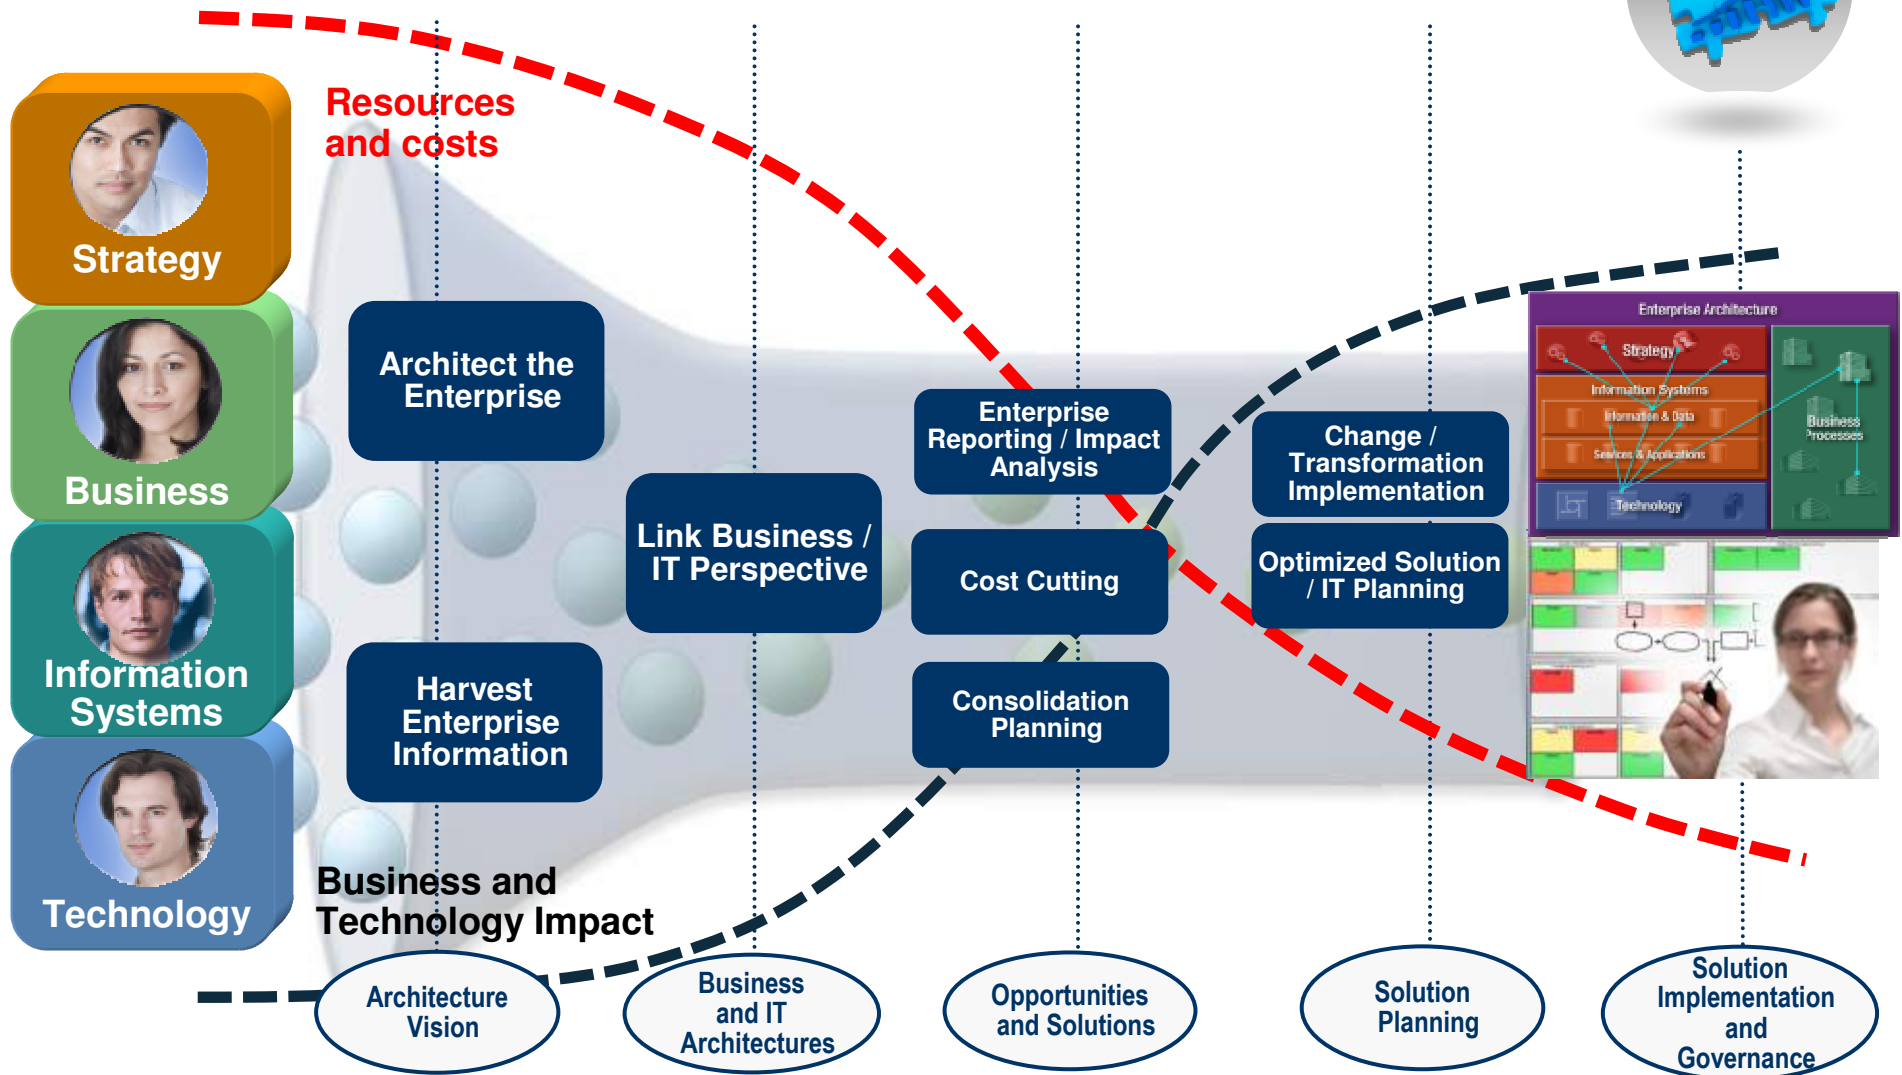 Resources
and costs
Strategy
Business
Information
Systems
Technology
Architect the
Enterprise
Harvest
Enterprise
Information
Link Business /
IT Perspective
Enterprise
Reporting / Impact
Analysis
Cost Cutting
Consolidation
Planning
Change /
Transformation
Implementation
Optimized Solution
/ IT Planning
Enterprise Architecture
Strategy
Information Systems
Information & Data
Services & Applications
Technology
Business
Processes
Business and
Technology Impact
Architecture
Vision
Business
and IT
Architectures
Opportunities
and Solutions
Solution
Planning
Solution
Implementation
and
Governance